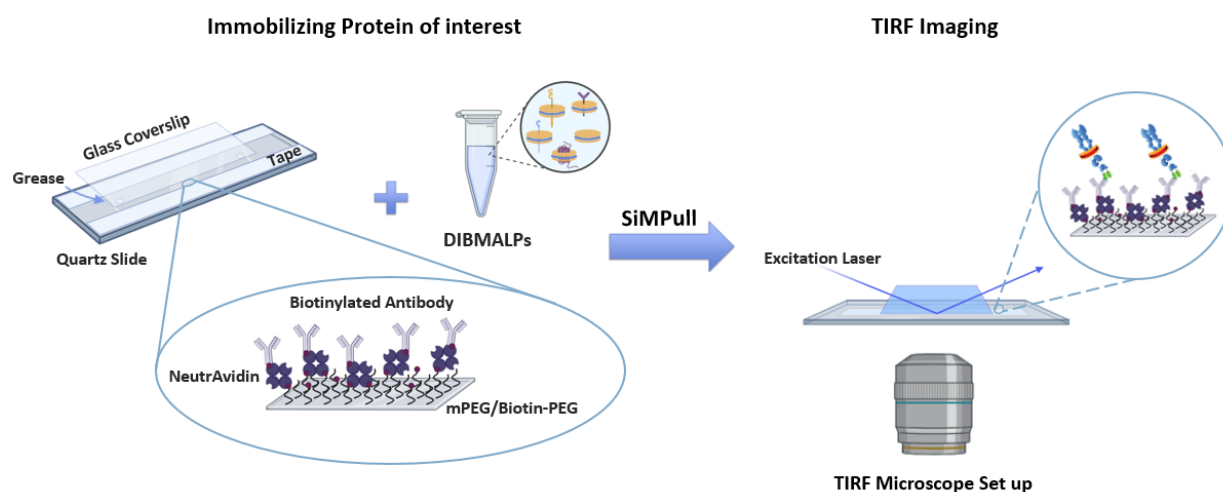 Immobilizing Protein of interest
TIRF Imaging
Glass Coverslip
Tape
Grease
Quartz Slide
DIBMALPs
SiMPull
Excitation Laser
Biotinylated Antibody
NeutrAvidin
mPEG/Biotin-PEG
TIRF Microscope Set up